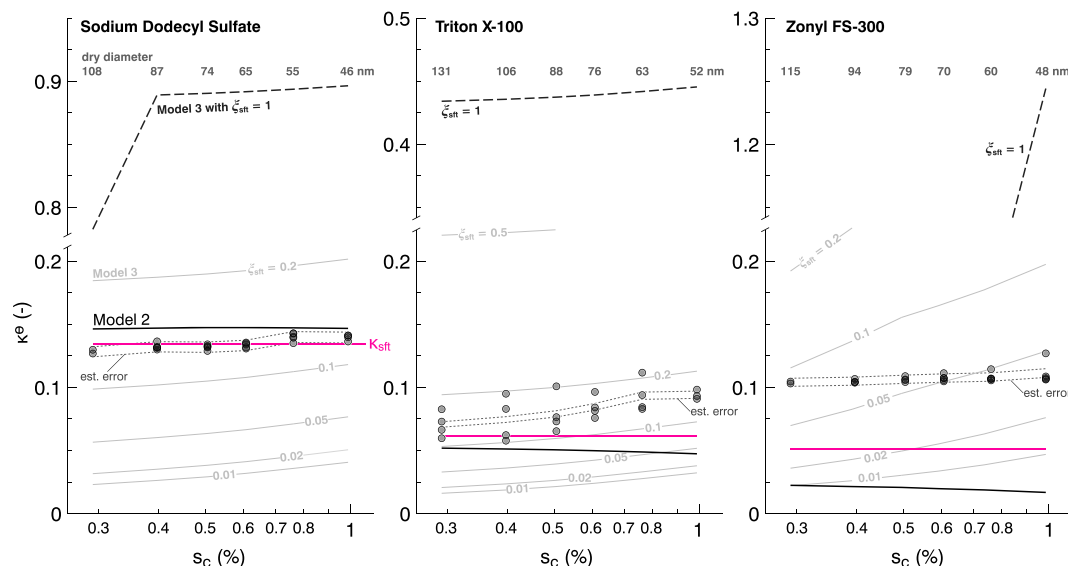 Sodium Dodecyl Sulfate
dry diameter
108 87 74 65 55 46 nm
Model 3 with ξsft = 1
Model 3
ξsft = 0.2
Model 2
κsft
est. error
0.1
0.05
0.02
0.01
0.9
0.8
0.2
0.1
0
κ⊖ (-)
0.3 0.4 0.5 0.6 0.7 0.8 1
sc (%)
Triton X-100
131 106 88 76 63 52 nm
ξsft = 1
ξsft = 0.5
0.2
est. error
0.1
0.05
0.01
0.5
0.4
0.3
0.2
0.1
0
0.3 0.4 0.5 0.6 0.7 0.8 1
sc (%)
Zonyl FS-300
115 94 79 70 60 48 nm
ξsft = 1
ξsft = 0.2
0.1
est. error
0.05
0.02
0.01
1.3
1.2
0.2
0.1
0
0.3 0.4 0.5 0.6 0.7 0.8 1
sc (%)